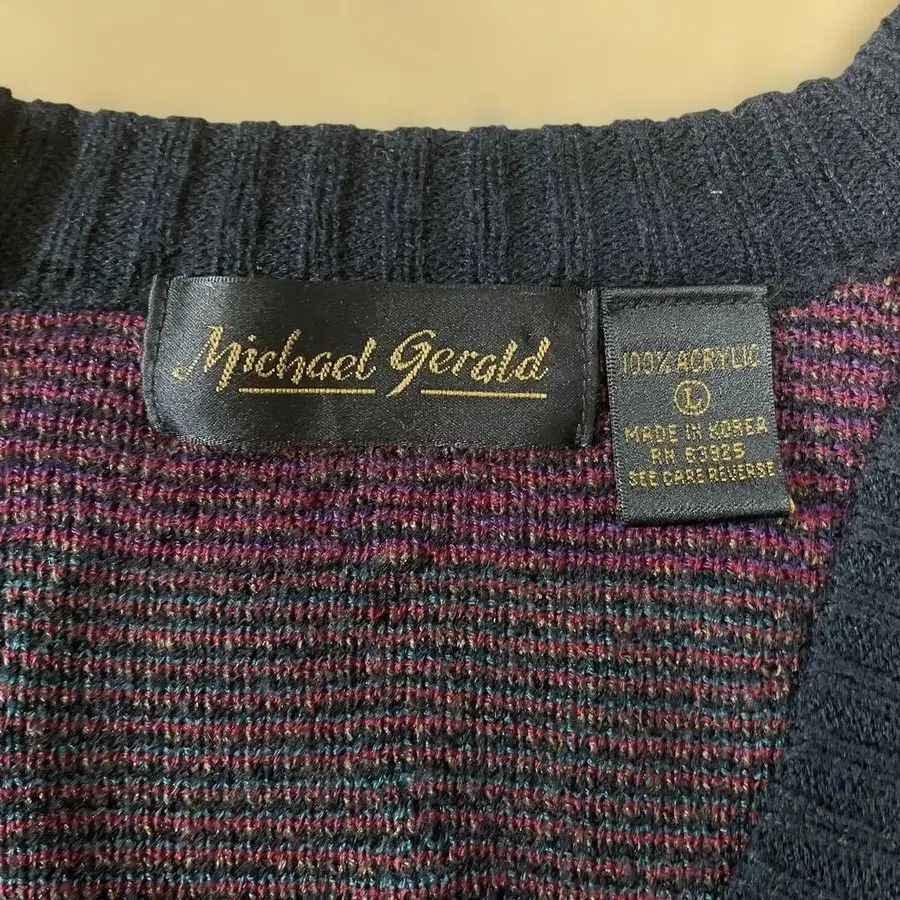 Michael Gerald
100% ACRYLIC
L
MADE IN KOREA
RN 63925
SEE CARE REVERSE